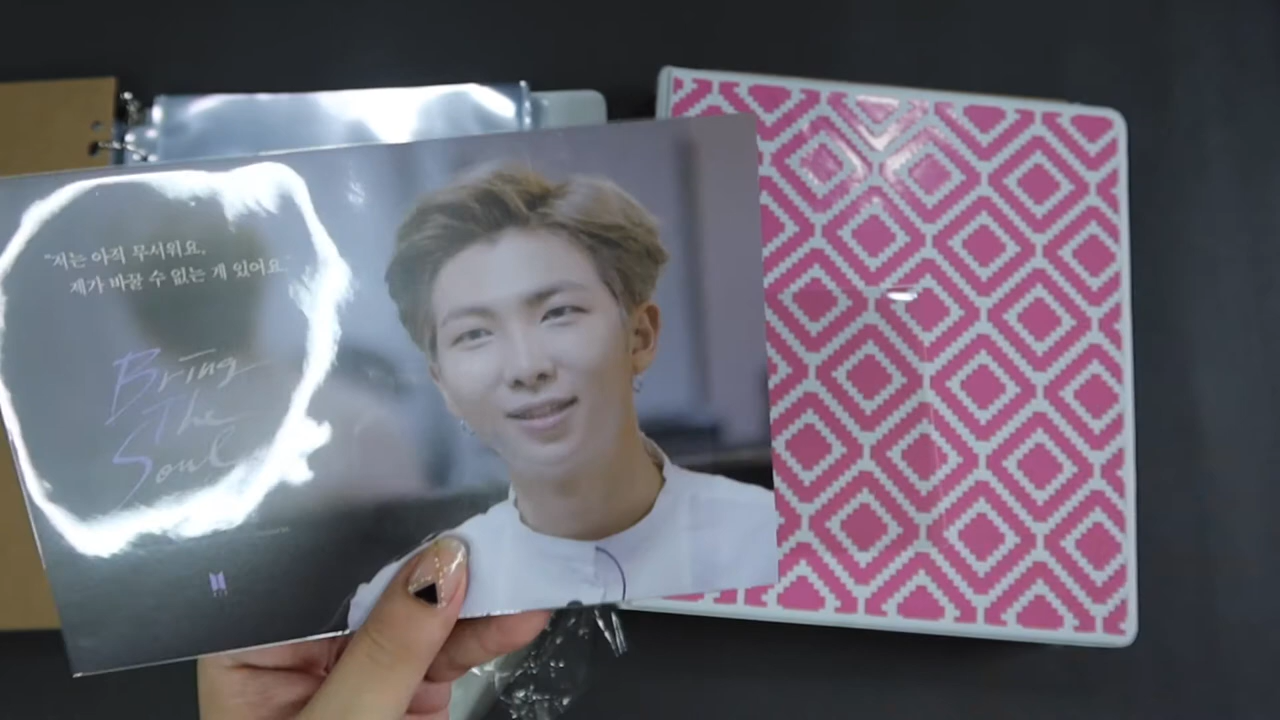 "저는 아직 무서워요,
제가 바꿀 수 없는 게 있어요."
Bring
The
Soul